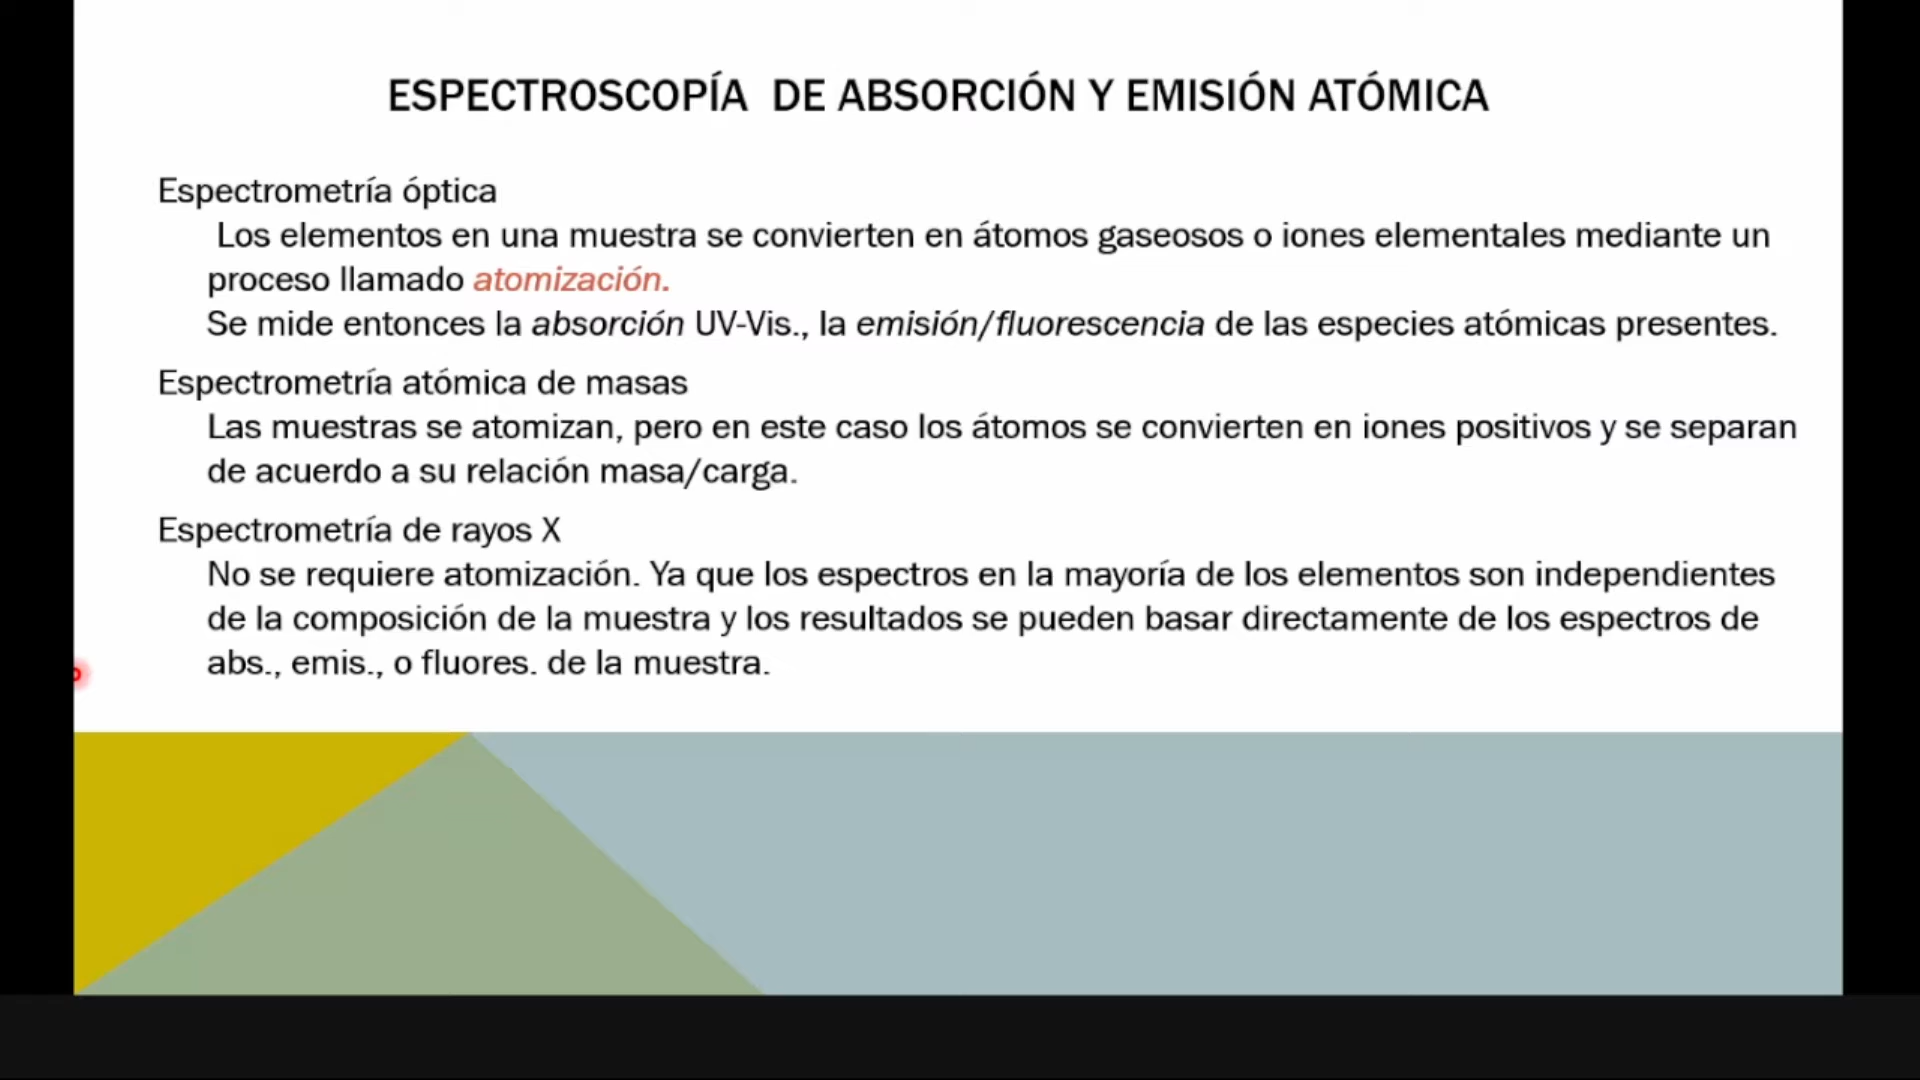 ESPECTROSCOPÍA DE ABSORCIÓN Y EMISIÓN ATÓMICA
Espectrometría óptica
Los elementos en una muestra se convierten en átomos gaseosos o iones elementales mediante un
proceso llamado atomización.
Se mide entonces la absorción UV-Vis., la emisión/fluorescencia de las especies atómicas presentes.
Espectrometría atómica de masas
Las muestras se atomizan, pero en este caso los átomos se convierten en iones positivos y se separan
de acuerdo a su relación masa/carga.
Espectrometría de rayos X
No se requiere atomización. Ya que los espectros en la mayoría de los elementos son independientes
de la composición de la muestra y los resultados se pueden basar directamente de los espectros de
abs., emis., o fluores. de la muestra.